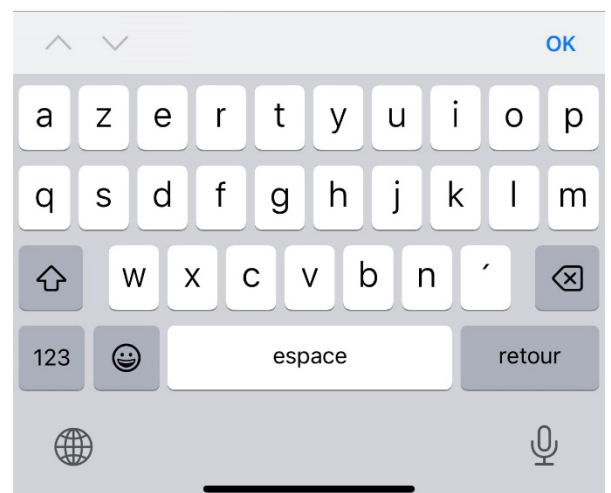 OK
a z e r t y u i o p
q s d f g h j k l m
w x c v b n ´
123 espace retour